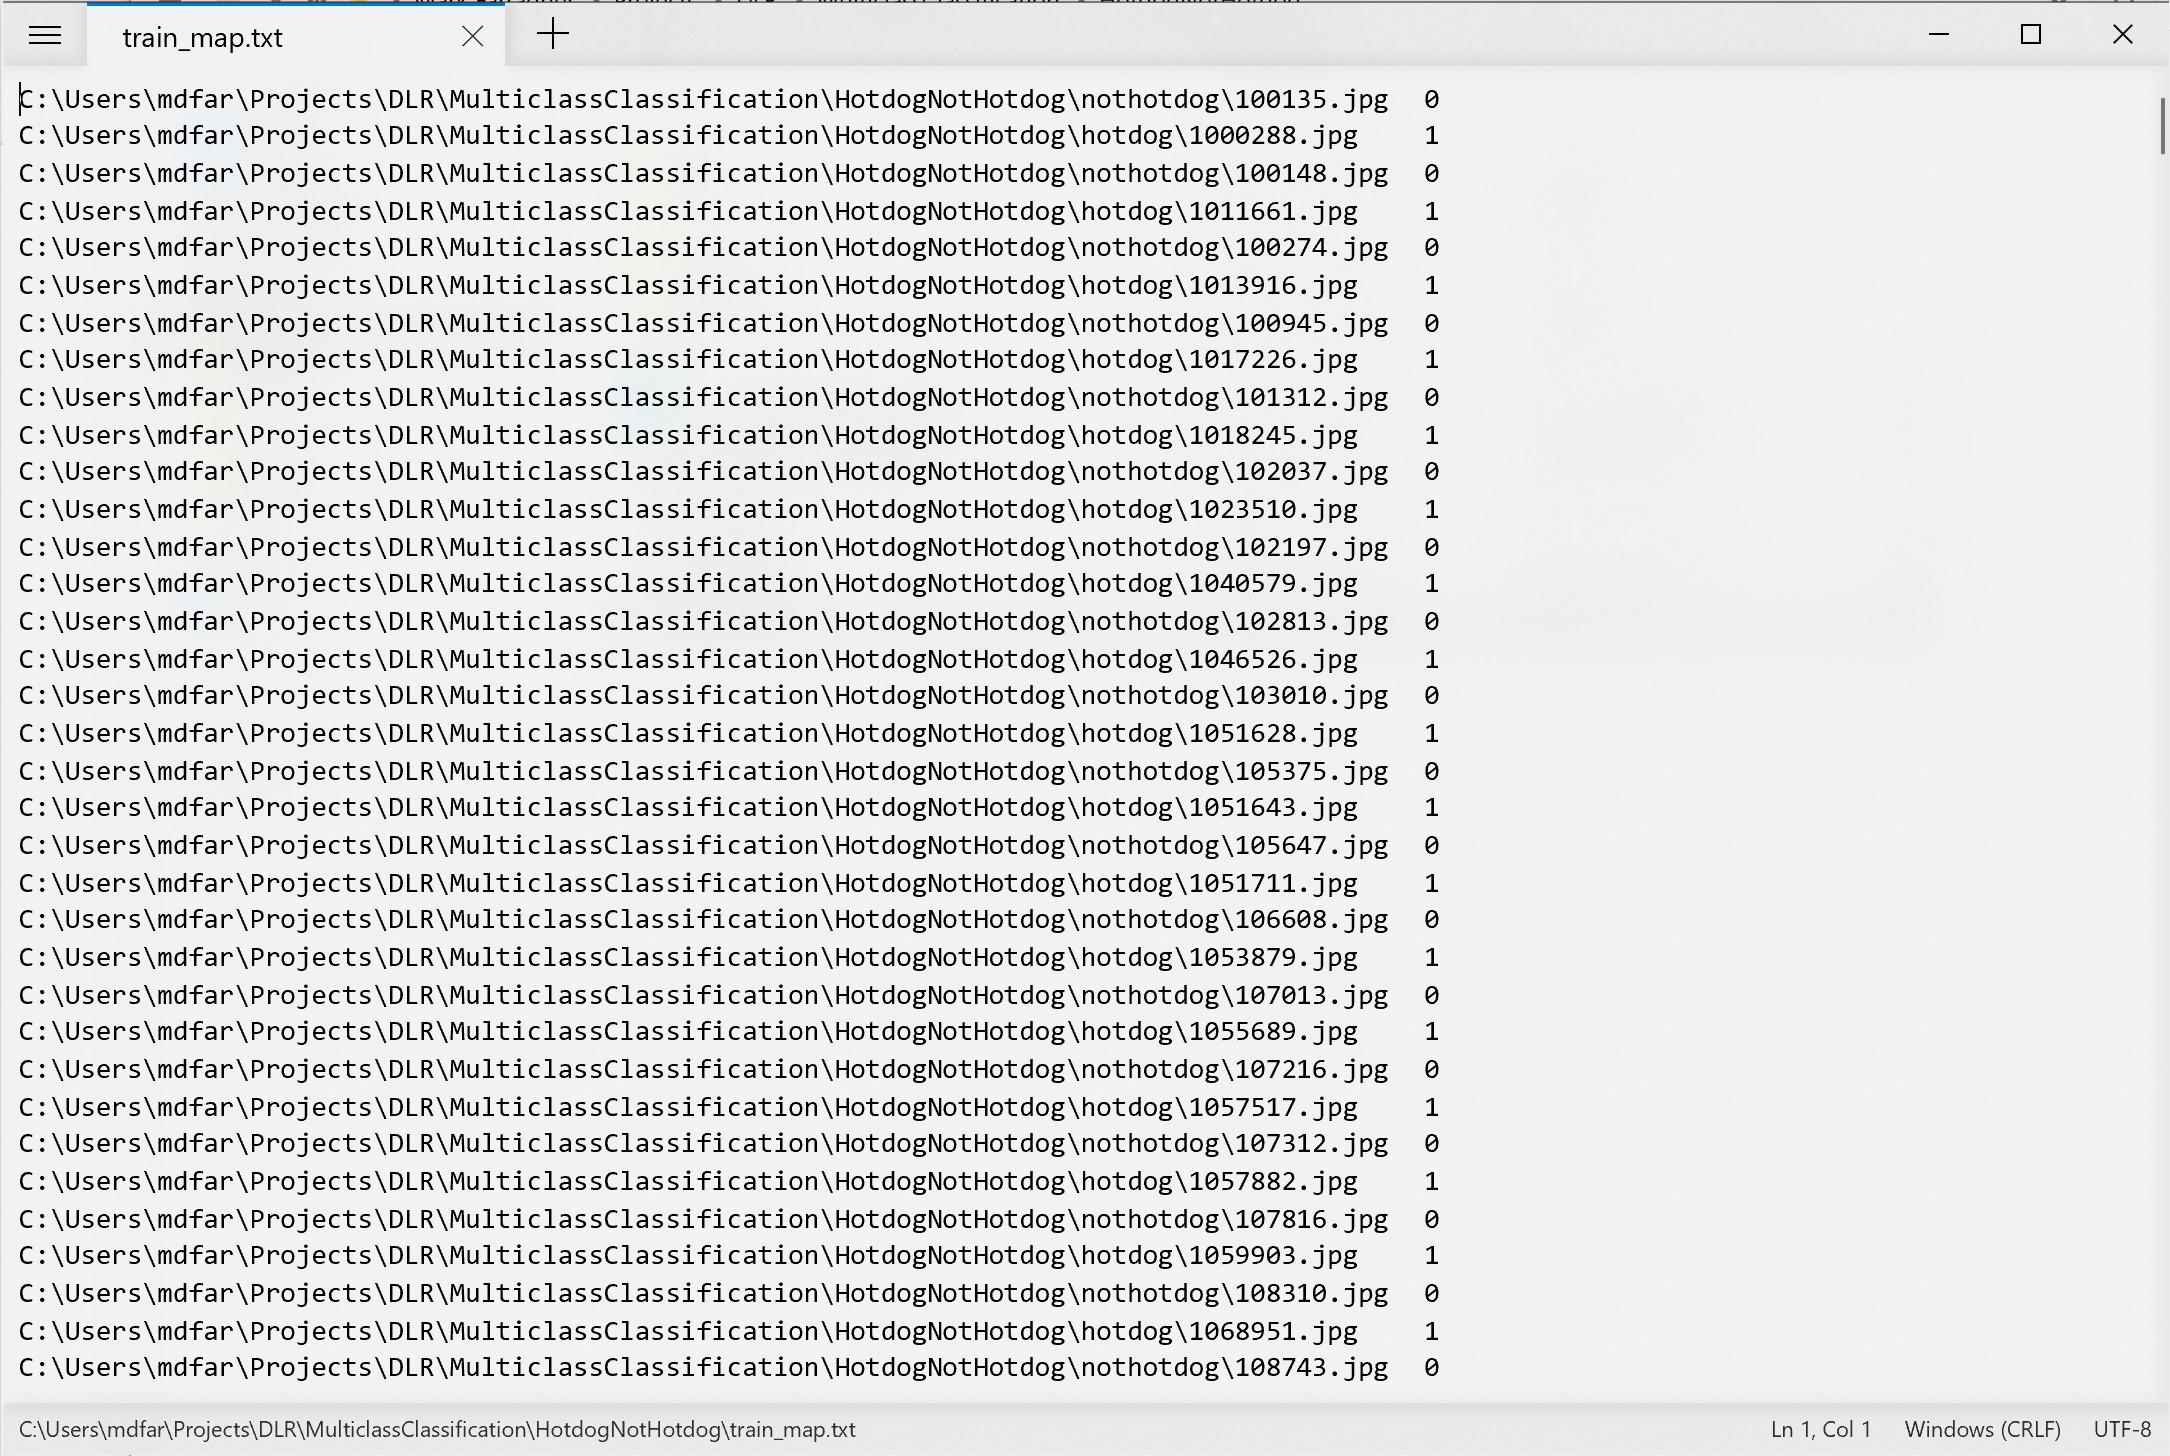 train_map.txt
C:\Users\mdfar\Projects\DLR\MulticlassClassification\HotdogNotHotdog\nothotdog\100135.jpg 0
C:\Users\mdfar\Projects\DLR\MulticlassClassification\HotdogNotHotdog\hotdog\1000288.jpg 1
C:\Users\mdfar\Projects\DLR\MulticlassClassification\HotdogNotHotdog\nothotdog\100148.jpg 0
C:\Users\mdfar\Projects\DLR\MulticlassClassification\HotdogNotHotdog\hotdog\1011661.jpg 1
C:\Users\mdfar\Projects\DLR\MulticlassClassification\HotdogNotHotdog\nothotdog\100274.jpg 0
C:\Users\mdfar\Projects\DLR\MulticlassClassification\HotdogNotHotdog\hotdog\1013916.jpg 1
C:\Users\mdfar\Projects\DLR\MulticlassClassification\HotdogNotHotdog\nothotdog\100945.jpg 0
C:\Users\mdfar\Projects\DLR\MulticlassClassification\HotdogNotHotdog\hotdog\1017226.jpg 1
C:\Users\mdfar\Projects\DLR\MulticlassClassification\HotdogNotHotdog\nothotdog\101312.jpg 0
C:\Users\mdfar\Projects\DLR\MulticlassClassification\HotdogNotHotdog\hotdog\1018245.jpg 1
C:\Users\mdfar\Projects\DLR\MulticlassClassification\HotdogNotHotdog\nothotdog\102037.jpg 0
C:\Users\mdfar\Projects\DLR\MulticlassClassification\HotdogNotHotdog\hotdog\1023510.jpg 1
C:\Users\mdfar\Projects\DLR\MulticlassClassification\HotdogNotHotdog\nothotdog\102197.jpg 0
C:\Users\mdfar\Projects\DLR\MulticlassClassification\HotdogNotHotdog\hotdog\1040579.jpg 1
C:\Users\mdfar\Projects\DLR\MulticlassClassification\HotdogNotHotdog\nothotdog\102813.jpg 0
C:\Users\mdfar\Projects\DLR\MulticlassClassification\HotdogNotHotdog\hotdog\1046526.jpg 1
C:\Users\mdfar\Projects\DLR\MulticlassClassification\HotdogNotHotdog\nothotdog\103010.jpg 0
C:\Users\mdfar\Projects\DLR\MulticlassClassification\HotdogNotHotdog\hotdog\1051628.jpg 1
C:\Users\mdfar\Projects\DLR\MulticlassClassification\HotdogNotHotdog\nothotdog\105375.jpg 0
C:\Users\mdfar\Projects\DLR\MulticlassClassification\HotdogNotHotdog\hotdog\1051643.jpg 1
C:\Users\mdfar\Projects\DLR\MulticlassClassification\HotdogNotHotdog\nothotdog\105647.jpg 0
C:\Users\mdfar\Projects\DLR\MulticlassClassification\HotdogNotHotdog\hotdog\1051711.jpg 1
C:\Users\mdfar\Projects\DLR\MulticlassClassification\HotdogNotHotdog\nothotdog\106608.jpg 0
C:\Users\mdfar\Projects\DLR\MulticlassClassification\HotdogNotHotdog\hotdog\1053879.jpg 1
C:\Users\mdfar\Projects\DLR\MulticlassClassification\HotdogNotHotdog\nothotdog\107013.jpg 0
C:\Users\mdfar\Projects\DLR\MulticlassClassification\HotdogNotHotdog\hotdog\1055689.jpg 1
C:\Users\mdfar\Projects\DLR\MulticlassClassification\HotdogNotHotdog\nothotdog\107216.jpg 0
C:\Users\mdfar\Projects\DLR\MulticlassClassification\HotdogNotHotdog\hotdog\1057517.jpg 1
C:\Users\mdfar\Projects\DLR\MulticlassClassification\HotdogNotHotdog\nothotdog\107312.jpg 0
C:\Users\mdfar\Projects\DLR\MulticlassClassification\HotdogNotHotdog\hotdog\1057882.jpg 1
C:\Users\mdfar\Projects\DLR\MulticlassClassification\HotdogNotHotdog\nothotdog\107816.jpg 0
C:\Users\mdfar\Projects\DLR\MulticlassClassification\HotdogNotHotdog\hotdog\1059903.jpg 1
C:\Users\mdfar\Projects\DLR\MulticlassClassification\HotdogNotHotdog\nothotdog\108310.jpg 0
C:\Users\mdfar\Projects\DLR\MulticlassClassification\HotdogNotHotdog\hotdog\1068951.jpg 1
C:\Users\mdfar\Projects\DLR\MulticlassClassification\HotdogNotHotdog\nothotdog\108743.jpg 0
C:\Users\mdfar\Projects\DLR\MulticlassClassification\HotdogNotHotdog\train_map.txt Ln 1, Col 1 Windows (CRLF) UTF-8